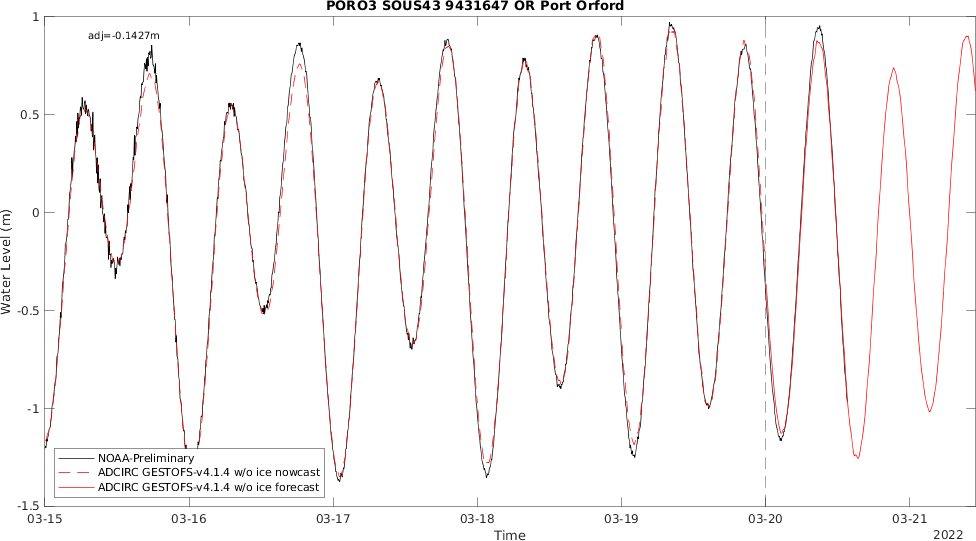 PORO3 SOUS43 9431647 OR Port Orford
adj=-0.1427m
Water Level (m)
1
0.5
0
-0.5
-1
-1.5
NOAA-Preliminary
ADCIRC GESTOFS-v4.1.4 w/o ice nowcast
ADCIRC GESTOFS-v4.1.4 w/o ice forecast
03-15 03-16 03-17 03-18 03-19 03-20 03-21
Time
2022